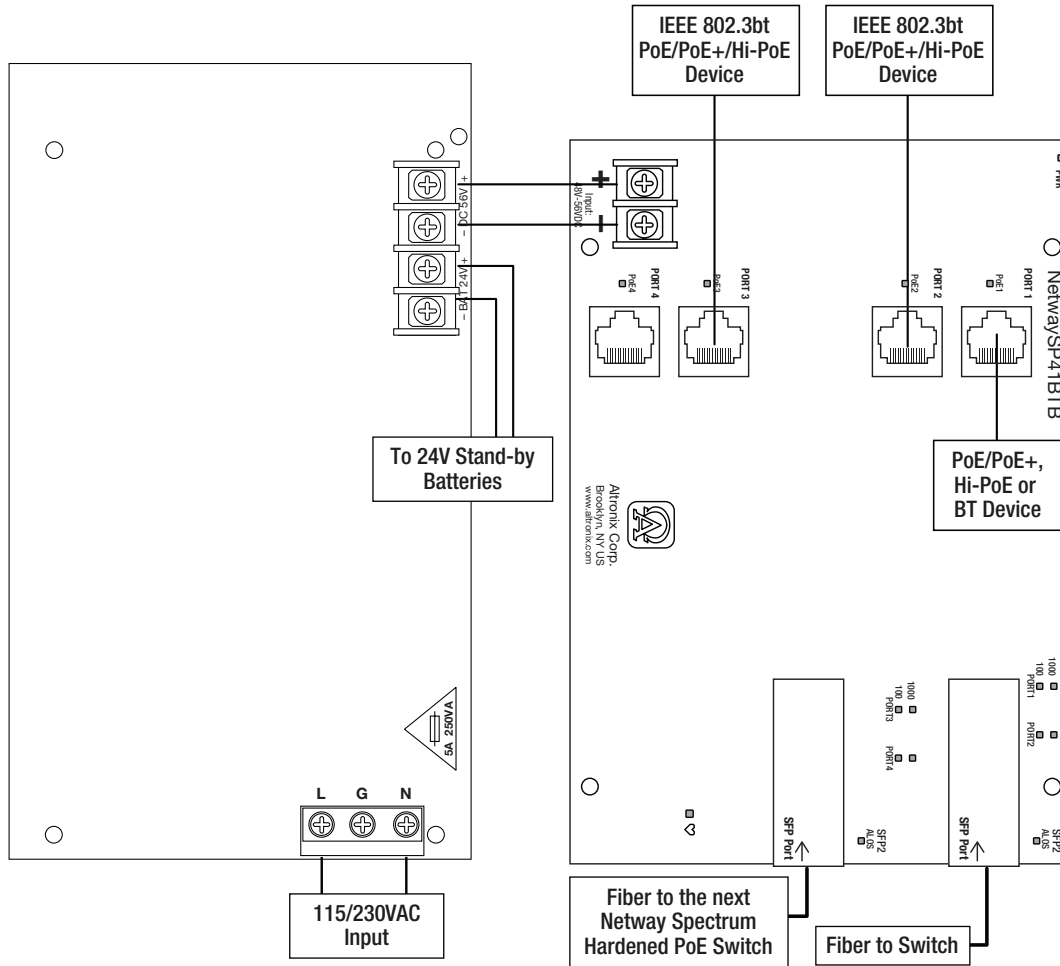 IEEE 802.3bt
PoE/PoE+/Hi-PoE
Device
IEEE 802.3bt
PoE/PoE+/Hi-PoE
Device
PWR
– DC 56V +
– BAT 24V +
+
–
Input:
48V-56VDC
PoE4
PORT 4
PoE3
PORT 3
PoE2
PORT 2
PoE1
PORT 1
NetwaySP41BTB
To 24V Stand-by
Batteries
PoE/PoE+,
Hi-PoE or
BT Device
Altronix Corp.
Brooklyn, NY US
www.altronix.com
5A 250VA
L G N
115/230VAC
Input
1000
100
PORT3
PORT4
1000
100
PORT1
PORT2
SFP Port
SFP2
ALOS
SFP Port
SFP2
ALOS
Fiber to the next
Netway Spectrum
Hardened PoE Switch
Fiber to Switch